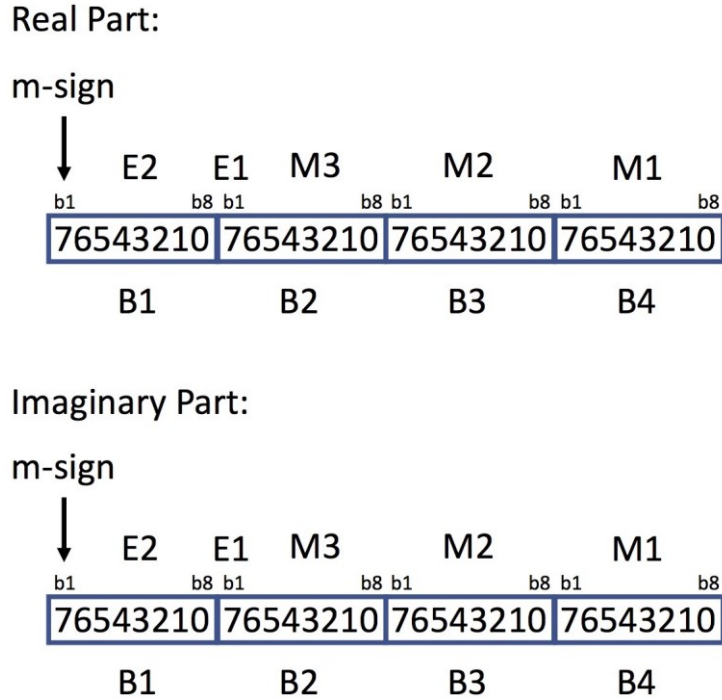 Real Part:
m-sign
E2 E1 M3 M2 M1
b1 b8 b1 b8 b1 b8 b1 b8
76543210 76543210 76543210 76543210
B1 B2 B3 B4
Imaginary Part:
m-sign
E2 E1 M3 M2 M1
b1 b8 b1 b8 b1 b8 b1 b8
76543210 76543210 76543210 76543210
B1 B2 B3 B4